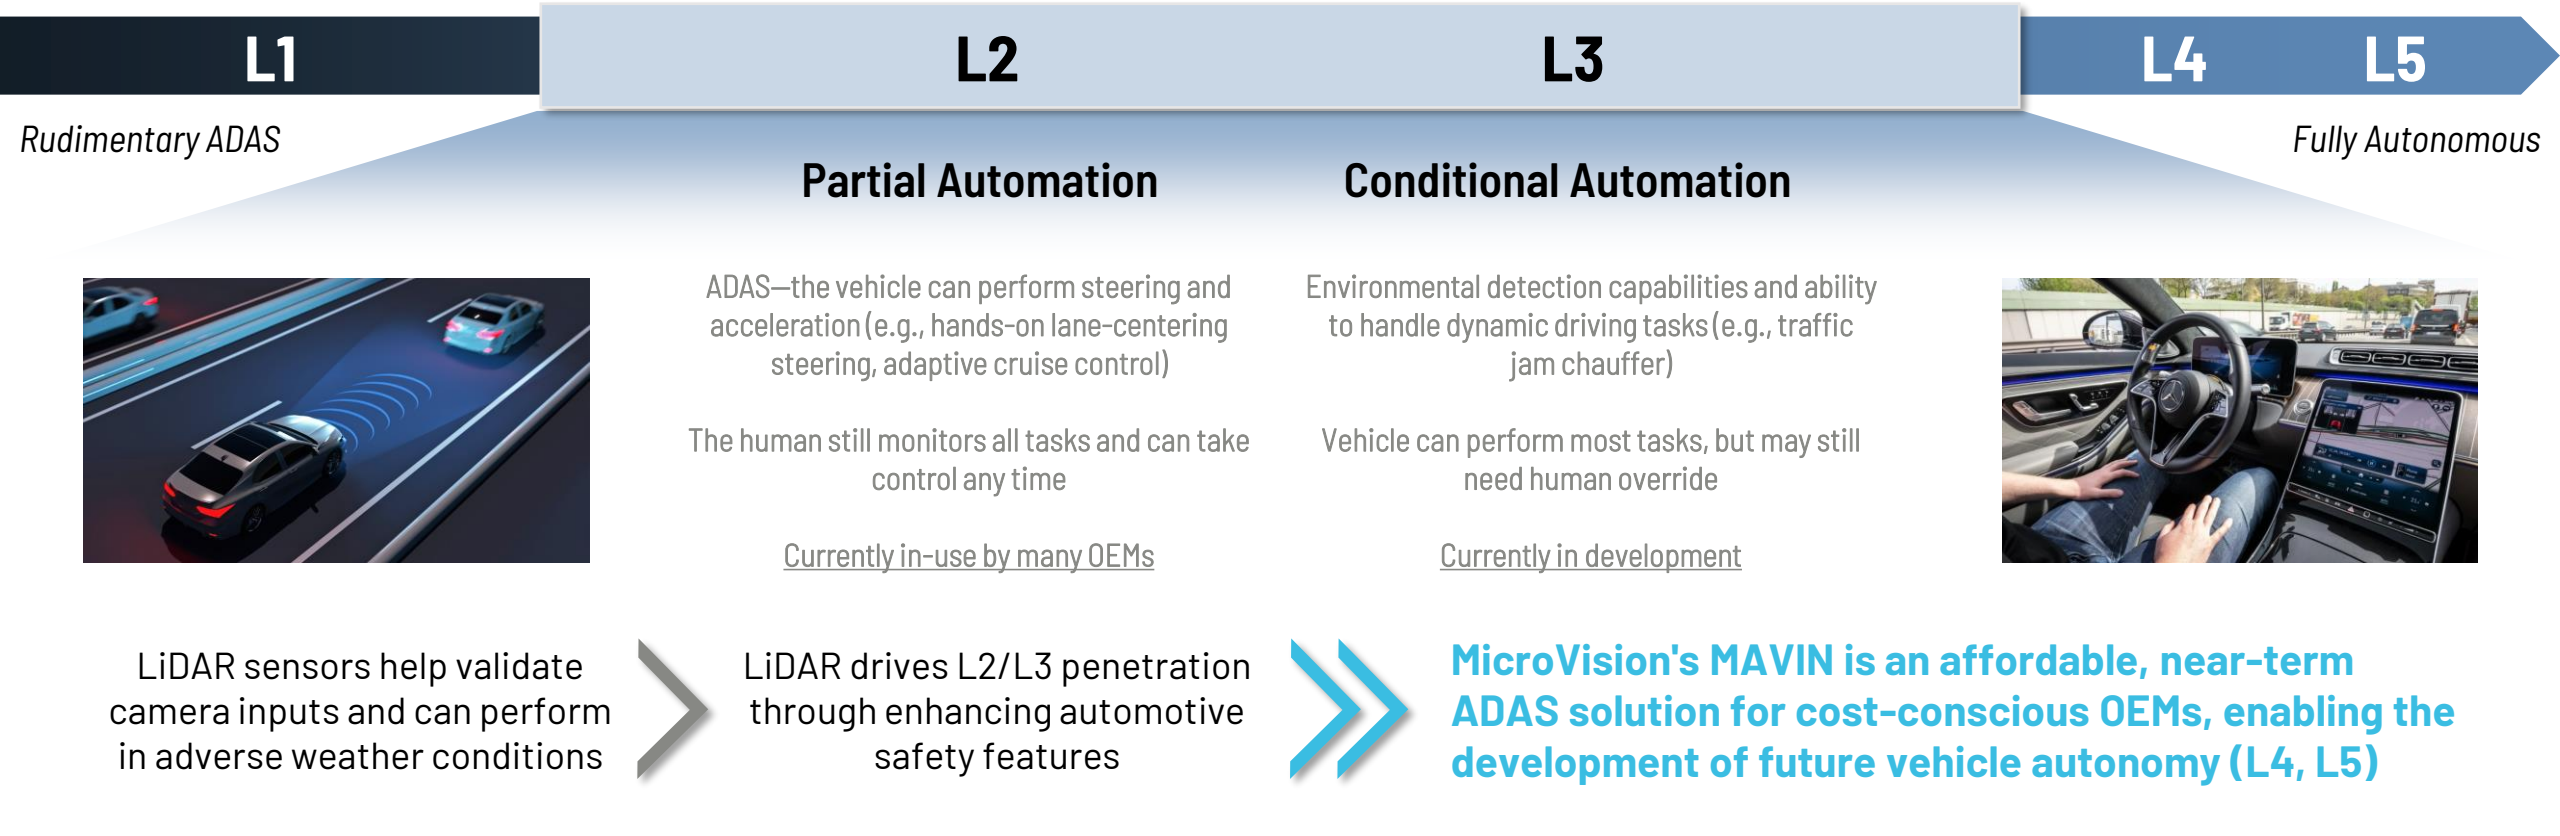 L1
L2
L3
L4
L5
Rudimentary ADAS
Fully Autonomous
Partial Automation
ADAS—the vehicle can perform steering and
acceleration (e.g., hands-on lane-centering
steering, adaptive cruise control)
The human still monitors all tasks and can take
control any time
Currently in-use by many OEMs
Conditional Automation
Environmental detection capabilities and ability
to handle dynamic driving tasks (e.g., traffic
jam chauffer)
Vehicle can perform most tasks, but may still
need human override
Currently in development
LiDAR sensors help validate
camera inputs and can perform
in adverse weather conditions
LiDAR drives L2/L3 penetration
through enhancing automotive
safety features
MicroVision's MAVIN is an affordable, near-term
ADAS solution for cost-conscious OEMs, enabling the
development of future vehicle autonomy (L4, L5)